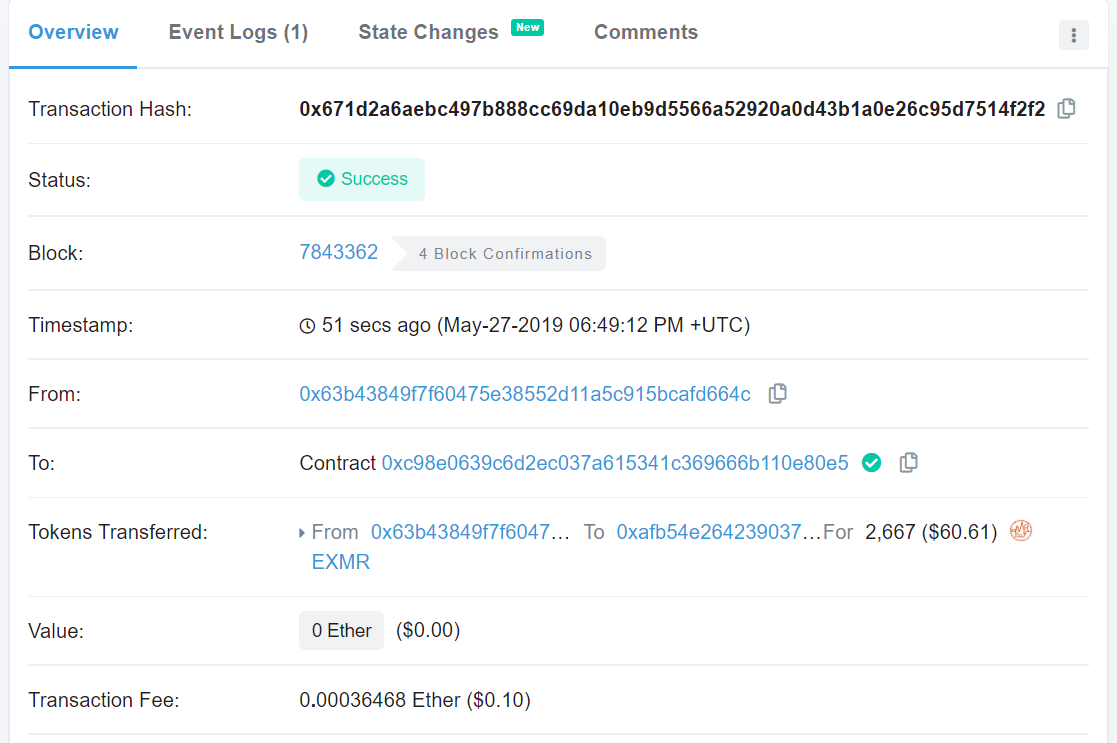 Overview Event Logs (1) State Changes New Comments
Transaction Hash: 0x671d2a6aebc497b888cc69da10eb9d5566a52920a0d43b1a0e26c95d7514f2f2
Status: Success
Block: 7843362 4 Block Confirmations
Timestamp: 51 secs ago (May-27-2019 06:49:12 PM +UTC)
From: 0x63b43849f7f60475e38552d11a5c915bcafd664c
To: Contract 0xc98e0639c6d2ec037a615341c369666b110e80e5
Tokens Transferred: From 0x63b43849f7f6047... To 0xafb54e264239037...For 2,667 ($60.61)
EXMR
Value: 0 Ether ($0.00)
Transaction Fee: 0.00036468 Ether ($0.10)